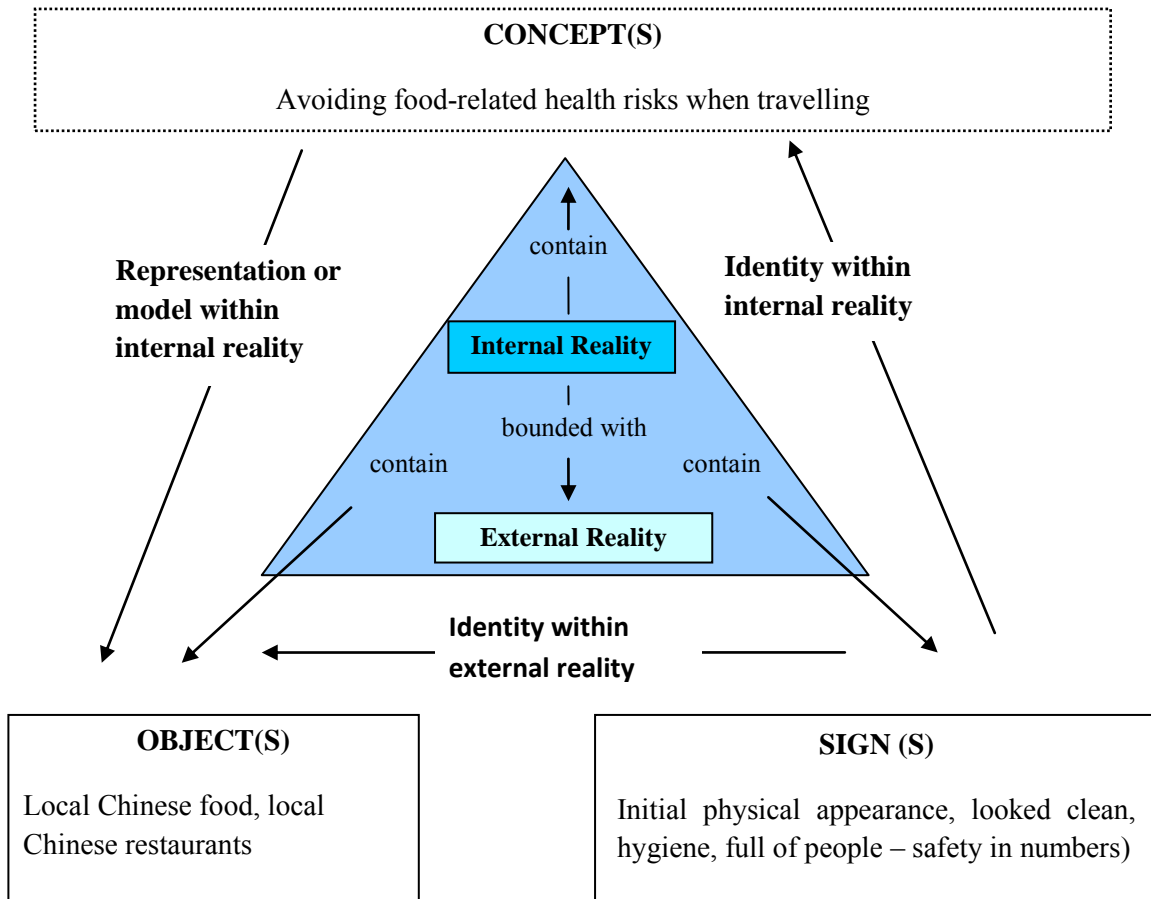 CONCEPT(S)
Avoiding food-related health risks when travelling
contain
Representation or
model within
internal reality
Identity within
internal reality
Internal Reality
bounded with
contain
contain
External Reality
Identity within
external reality
OBJECT(S)
Local Chinese food, local
Chinese restaurants
SIGN (S)
Initial physical appearance, looked clean,
hygiene, full of people – safety in numbers)